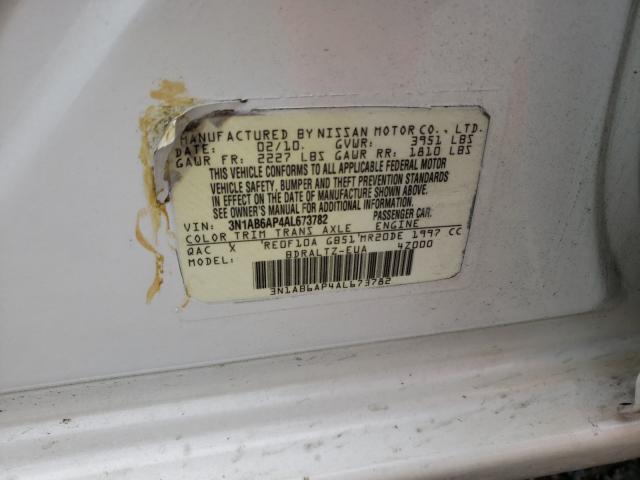 MANUFACTURED BY NISSAN MOTOR CO., LTD.
DATE: 02/10. GVWR: 3951 LBS
GAWR FR: 2227 LBS GAWR RR: 1810 LBS
THIS VEHICLE CONFORMS TO ALL APPLICABLE FEDERAL MOTOR
VEHICLE SAFETY, BUMPER AND THEFT PREVENTION STANDARDS
IN EFFECT ON THE DATE OF MANUFACTURE SHOWN ABOVE.
SEE OWNER'S MANUAL FOR ADDITIONAL INFORMATION.
VIN: 3N1AB6AP4AL673782 PASSENGER CAR.
COLOR TRIM TRANS AXLE ENGINE
QAC X RE0F10A GB51 MR20DE 1997 CC
MODEL: BDRALTZ-EUA 4Z000
3N1AB6AP4AL673782